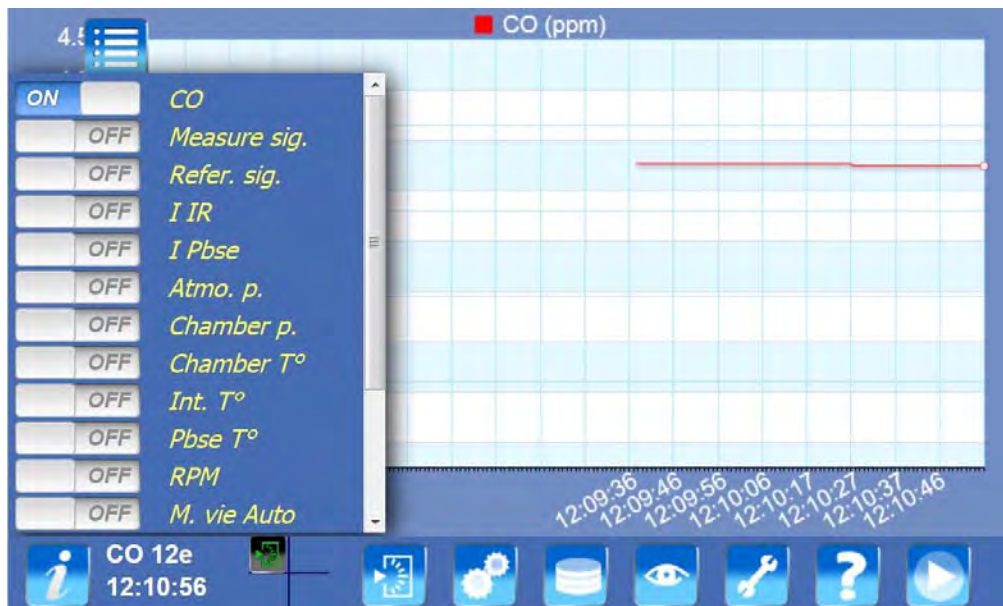 CO (ppm)
4.5
ON CO
OFF Measure sig.
OFF Refer. sig.
OFF I IR
OFF I Pbse
OFF Atmo. p.
OFF Chamber p.
OFF Chamber T°
OFF Int. T°
OFF Pbse T°
OFF RPM
OFF M. vie Auto
12:09:36
12:09:46
12:09:56
12:10:06
12:10:17
12:10:27
12:10:37
12:10:46
CO 12e
12:10:56